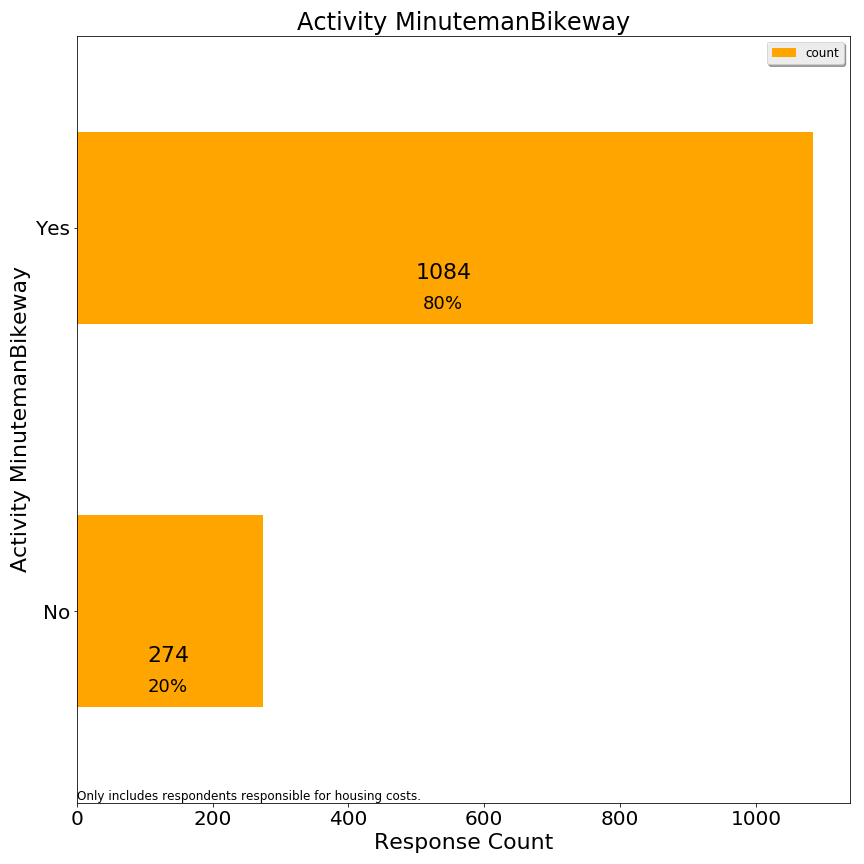 Activity MinutemanBikeway
count
Activity MinutemanBikeway
Yes
1084
80%
No
274
20%
Only includes respondents responsible for housing costs.
0 200 400 600 800 1000
Response Count